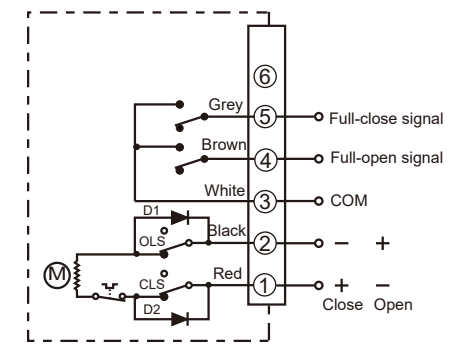 ⑥
Grey ⑤ Full-close signal
Brown ④ Full-open signal
White ③ COM
D1
OLS Black ② − +
M
CLS Red ① + −
Close Open
D2